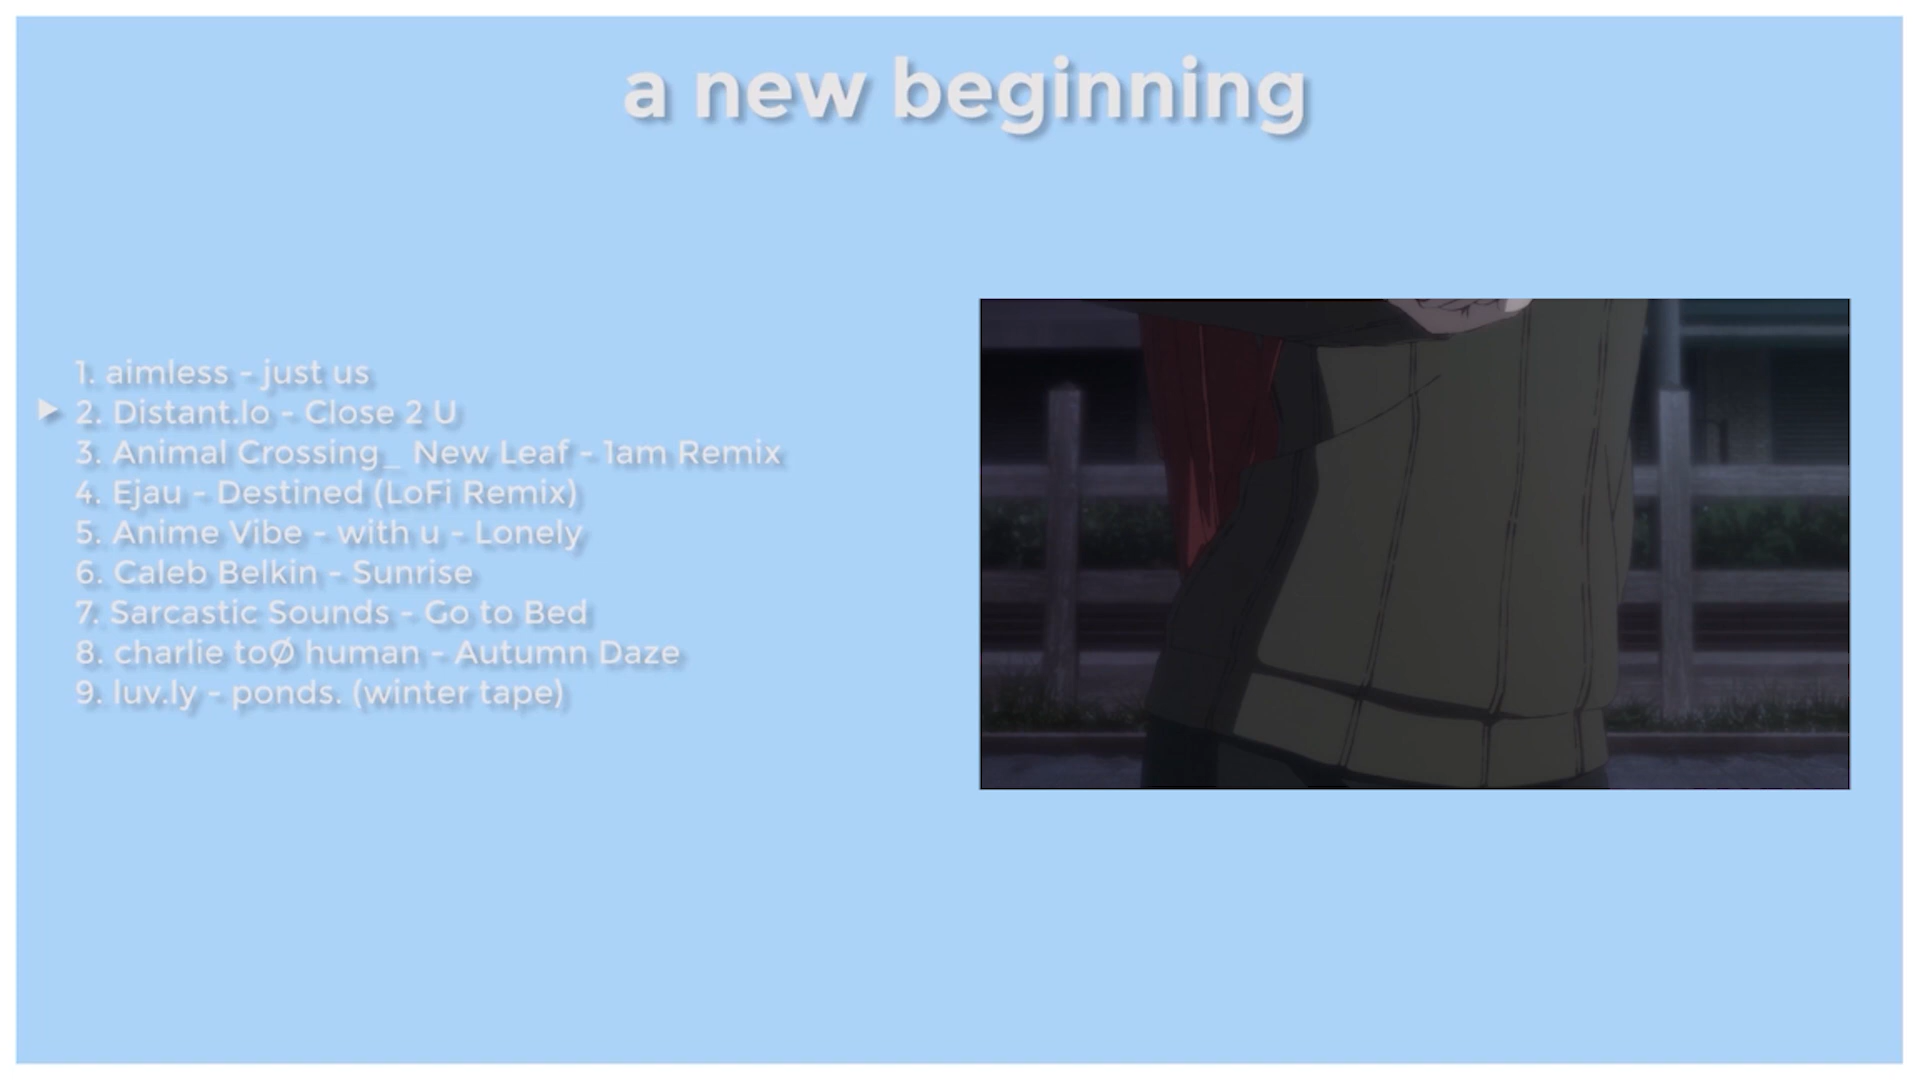 a new beginning
1. aimless - just us
2. Distant.lo - Close 2 U
3. Animal Crossing_ New Leaf - 1am Remix
4. Ejau - Destined (LoFi Remix)
5. Anime Vibe - with u - Lonely
6. Caleb Belkin - Sunrise
7. Sarcastic Sounds - Go to Bed
8. charlie toØ human - Autumn Daze
9. luv.ly - ponds. (winter tape)